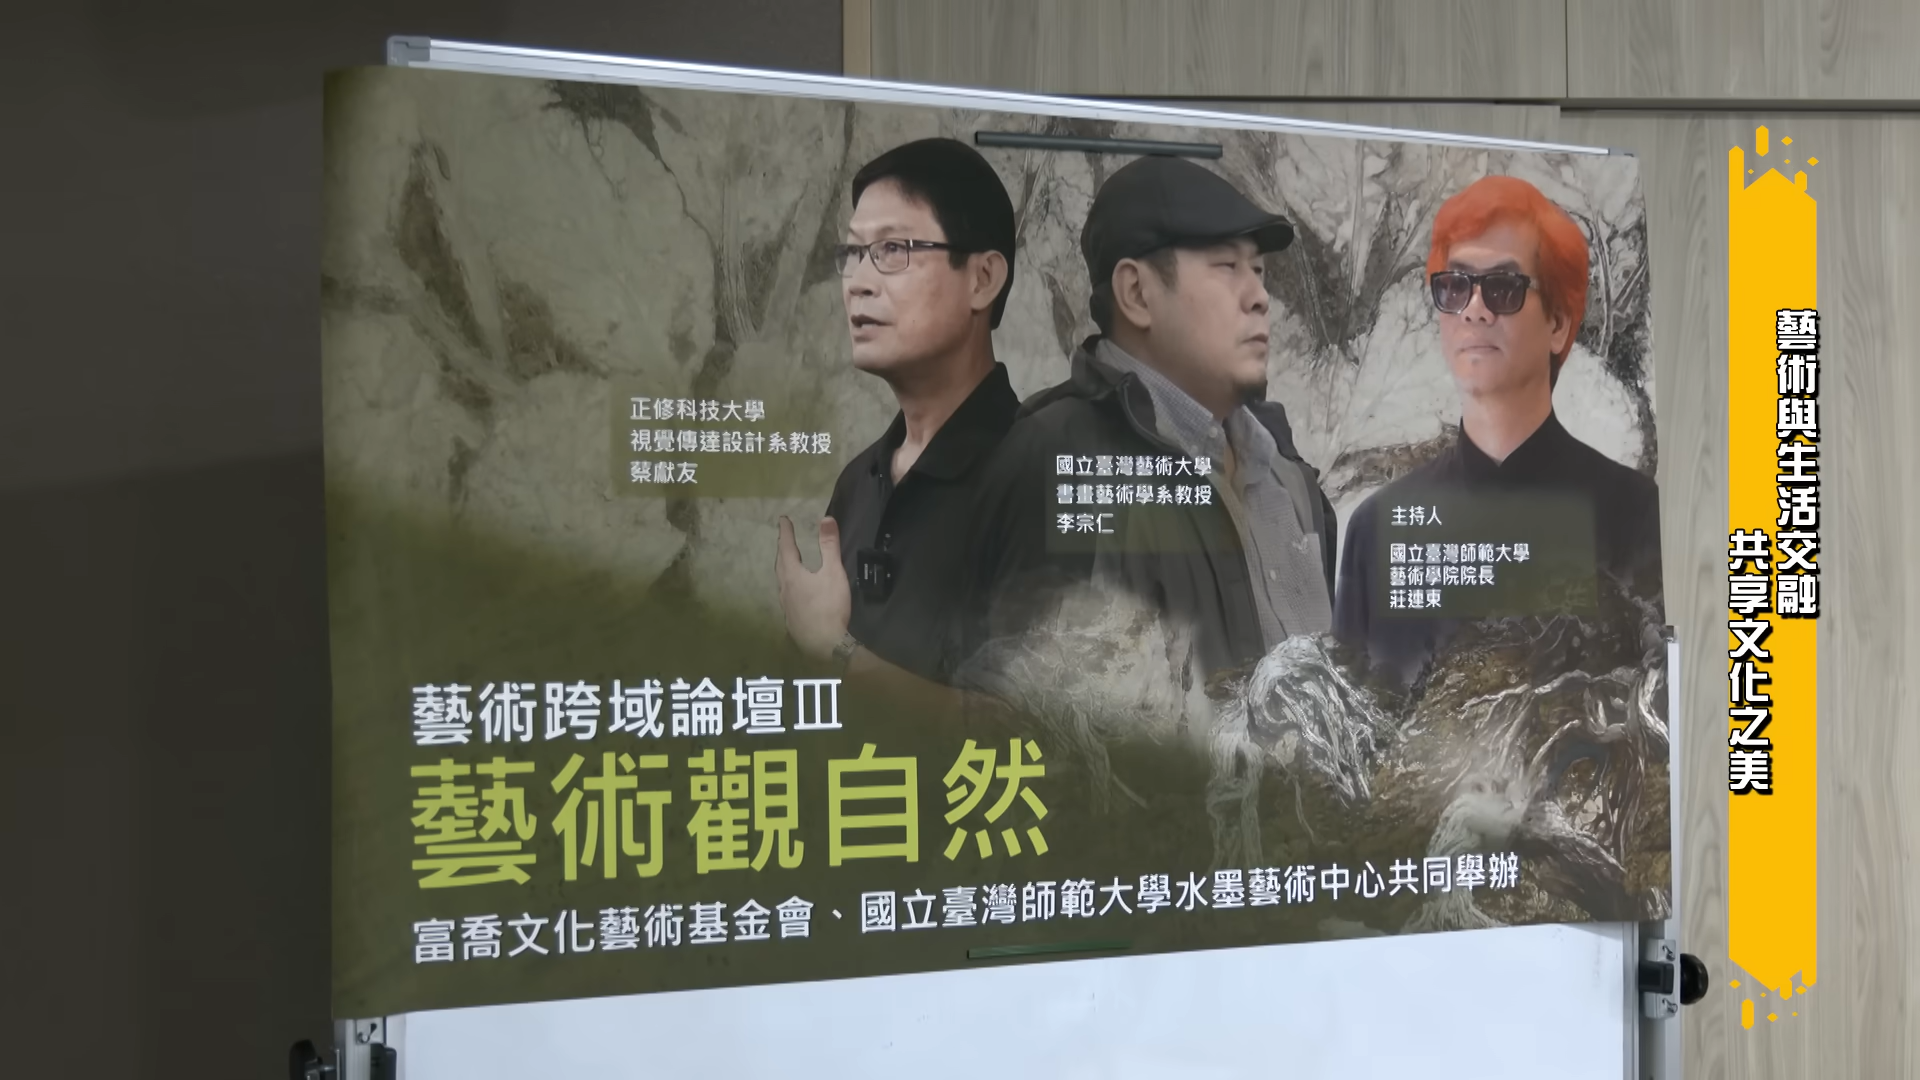 正修科技大學
視覺傳達設計系教授
蔡獻友
國立臺灣藝術大學
書畫藝術學系教授
李宗仁
主持人
國立臺灣師範大學
藝術學院院長
莊連東
藝術跨域論壇III
藝術觀自然
富喬文化藝術基金會、國立臺灣師範大學水墨藝術中心共同舉辦
藝術與生活交融
共享文化之美